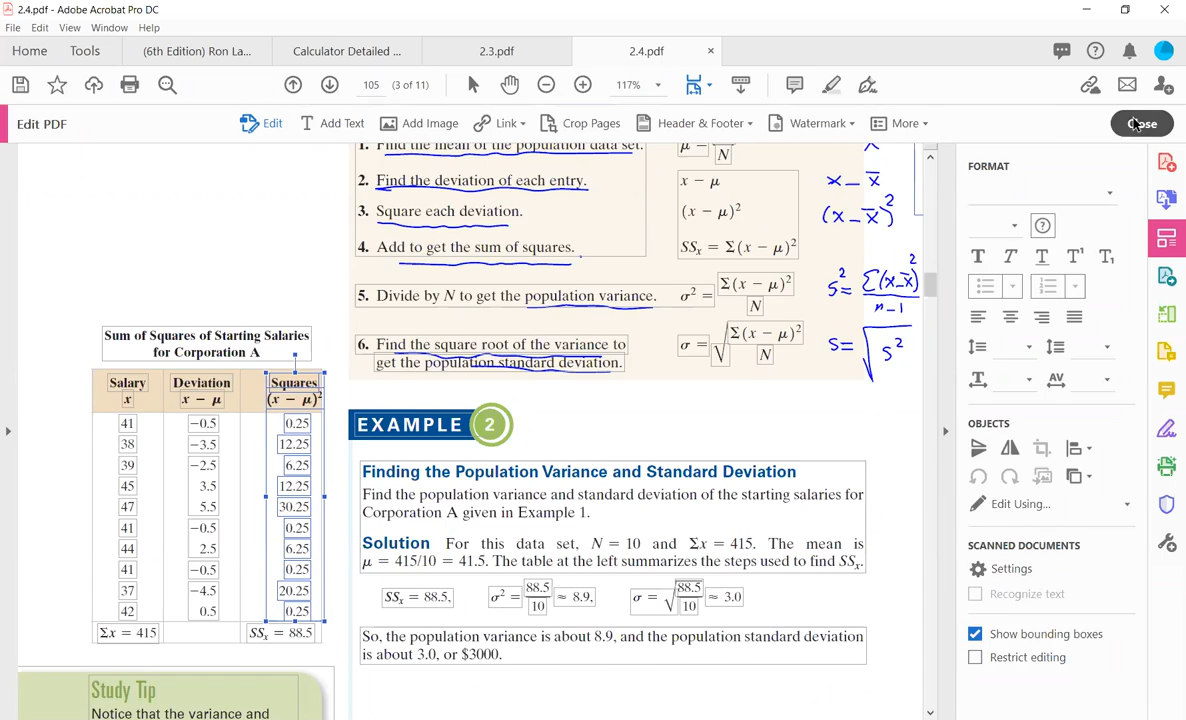 2.4.pdf - Adobe Acrobat Pro DC
File Edit View Window Help
Home Tools (6th Edition) Ron La... Calculator Detailed ... 2.3.pdf 2.4.pdf ×
105 (3 of 11) 117%
Edit PDF Edit Add Text Add Image Link Crop Pages Header & Footer Watermark More Close
1. Find the mean of the population data set. μ = N x̄
2. Find the deviation of each entry. x − μ x − x̄
3. Square each deviation. (x − μ)² (x − x̄)²
4. Add to get the sum of squares. SSₓ = Σ(x − μ)²
5. Divide by N to get the population variance. σ² = Σ(x − μ)² / N s² = Σ(x − x̄)² / n − 1
6. Find the square root of the variance to
get the population standard deviation. σ = √(Σ(x − μ)² / N) s = √s²
Sum of Squares of Starting Salaries
for Corporation A
Salary Deviation Squares
x x − μ (x − μ)²
41 −0.5 0.25
38 −3.5 12.25
39 −2.5 6.25
45 3.5 12.25
47 5.5 30.25
41 −0.5 0.25
44 2.5 6.25
41 −0.5 0.25
37 −4.5 20.25
42 0.5 0.25
Σx = 415 SSₓ = 88.5
Study Tip
Notice that the variance and
EXAMPLE 2
Finding the Population Variance and Standard Deviation
Find the population variance and standard deviation of the starting salaries for
Corporation A given in Example 1.
Solution For this data set, N = 10 and Σx = 415. The mean is
μ = 415/10 = 41.5. The table at the left summarizes the steps used to find SSₓ.
SSₓ = 88.5, σ² = 88.5 / 10 ≈ 8.9, σ = √(88.5 / 10) ≈ 3.0
So, the population variance is about 8.9, and the population standard deviation
is about 3.0, or $3000.
FORMAT
T T T T¹ T₁
AV
OBJECTS
Edit Using...
SCANNED DOCUMENTS
Settings
Recognize text
Show bounding boxes
Restrict editing